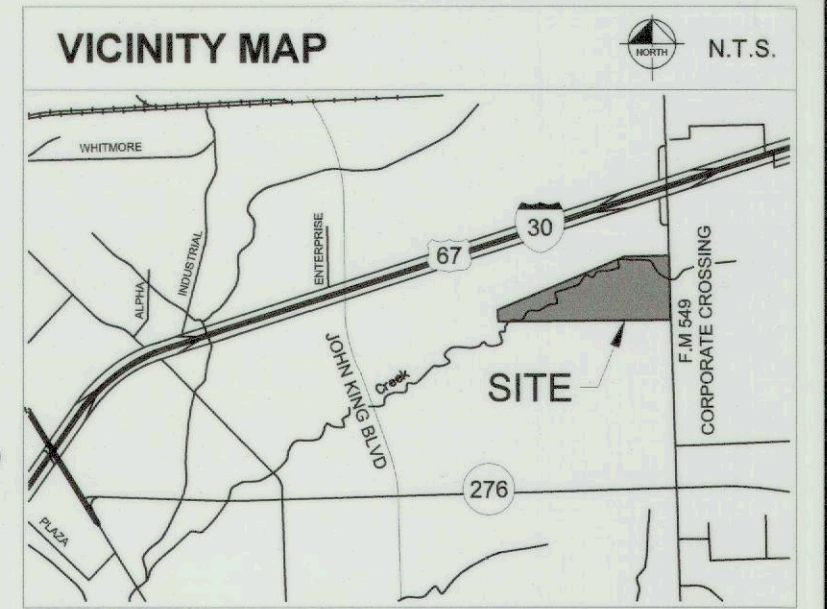 VICINITY MAP
NORTH
N.T.S.
WHITMORE
ALPHA
INDUSTRIAL
ENTERPRISE
67
30
JOHN KING BLVD
Creek
SITE
F.M 549
CORPORATE CROSSING
276
PLAZA